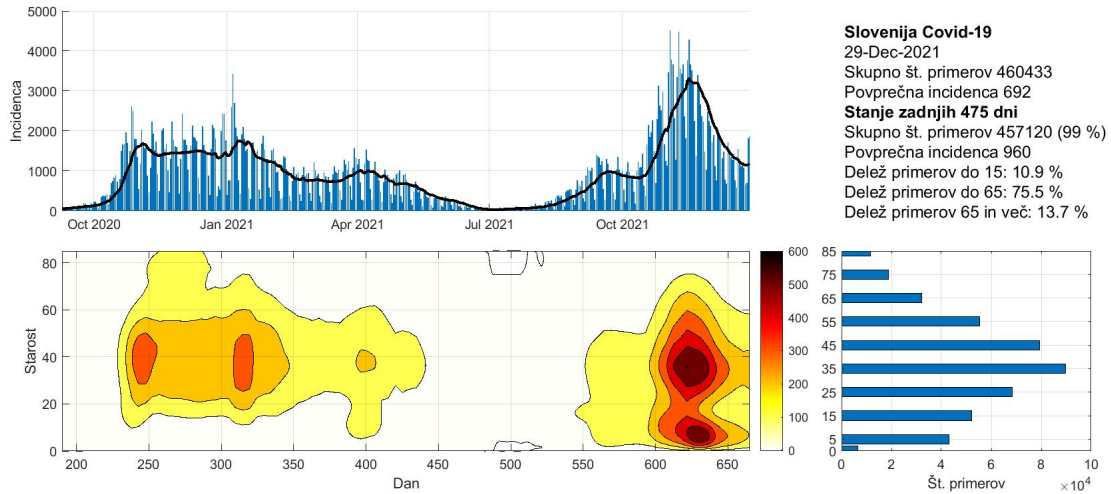 5000
4000
3000
2000
1000
0
Incidenca
Oct 2020
Jan 2021
Apr 2021
Jul 2021
Oct 2021
Slovenija Covid-19
29-Dec-2021
Skupno št. primerov 460433
Povprečna incidenca 692
Stanje zadnjih 475 dni
Skupno št. primerov 457120 (99 %)
Povprečna incidenca 960
Delež primerov do 15: 10.9 %
Delež primerov do 65: 75.5 %
Delež primerov 65 in več: 13.7 %
80
60
40
20
0
Starost
200
250
300
350
400
450
500
550
600
650
Dan
600
500
400
300
200
100
0
85
75
65
55
45
35
25
15
5
0
0
2
4
6
8
10
Št. primerov
×10⁴